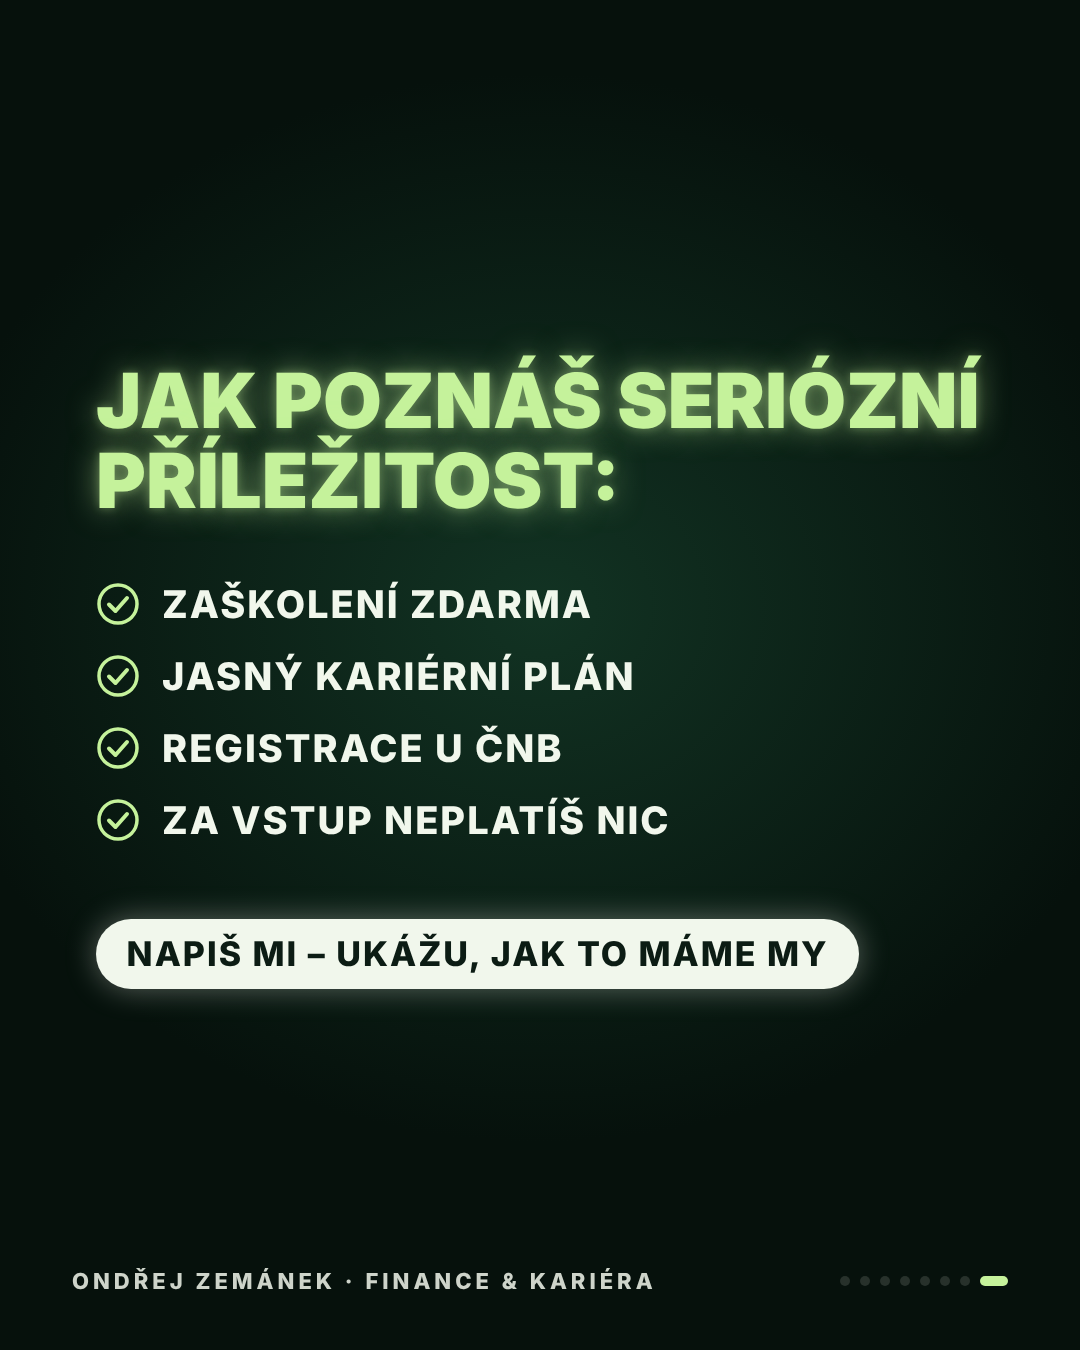 JAK POZNÁŠ SERIÓZNÍ
PŘÍLEŽITOST:
ZAŠKOLENÍ ZDARMA
JASNÝ KARIÉRNÍ PLÁN
REGISTRACE U ČNB
ZA VSTUP NEPLATÍŠ NIC
NAPIŠ MI – UKÁŽU, JAK TO MÁME MY
ONDŘEJ ZEMÁNEK · FINANCE & KARIÉRA